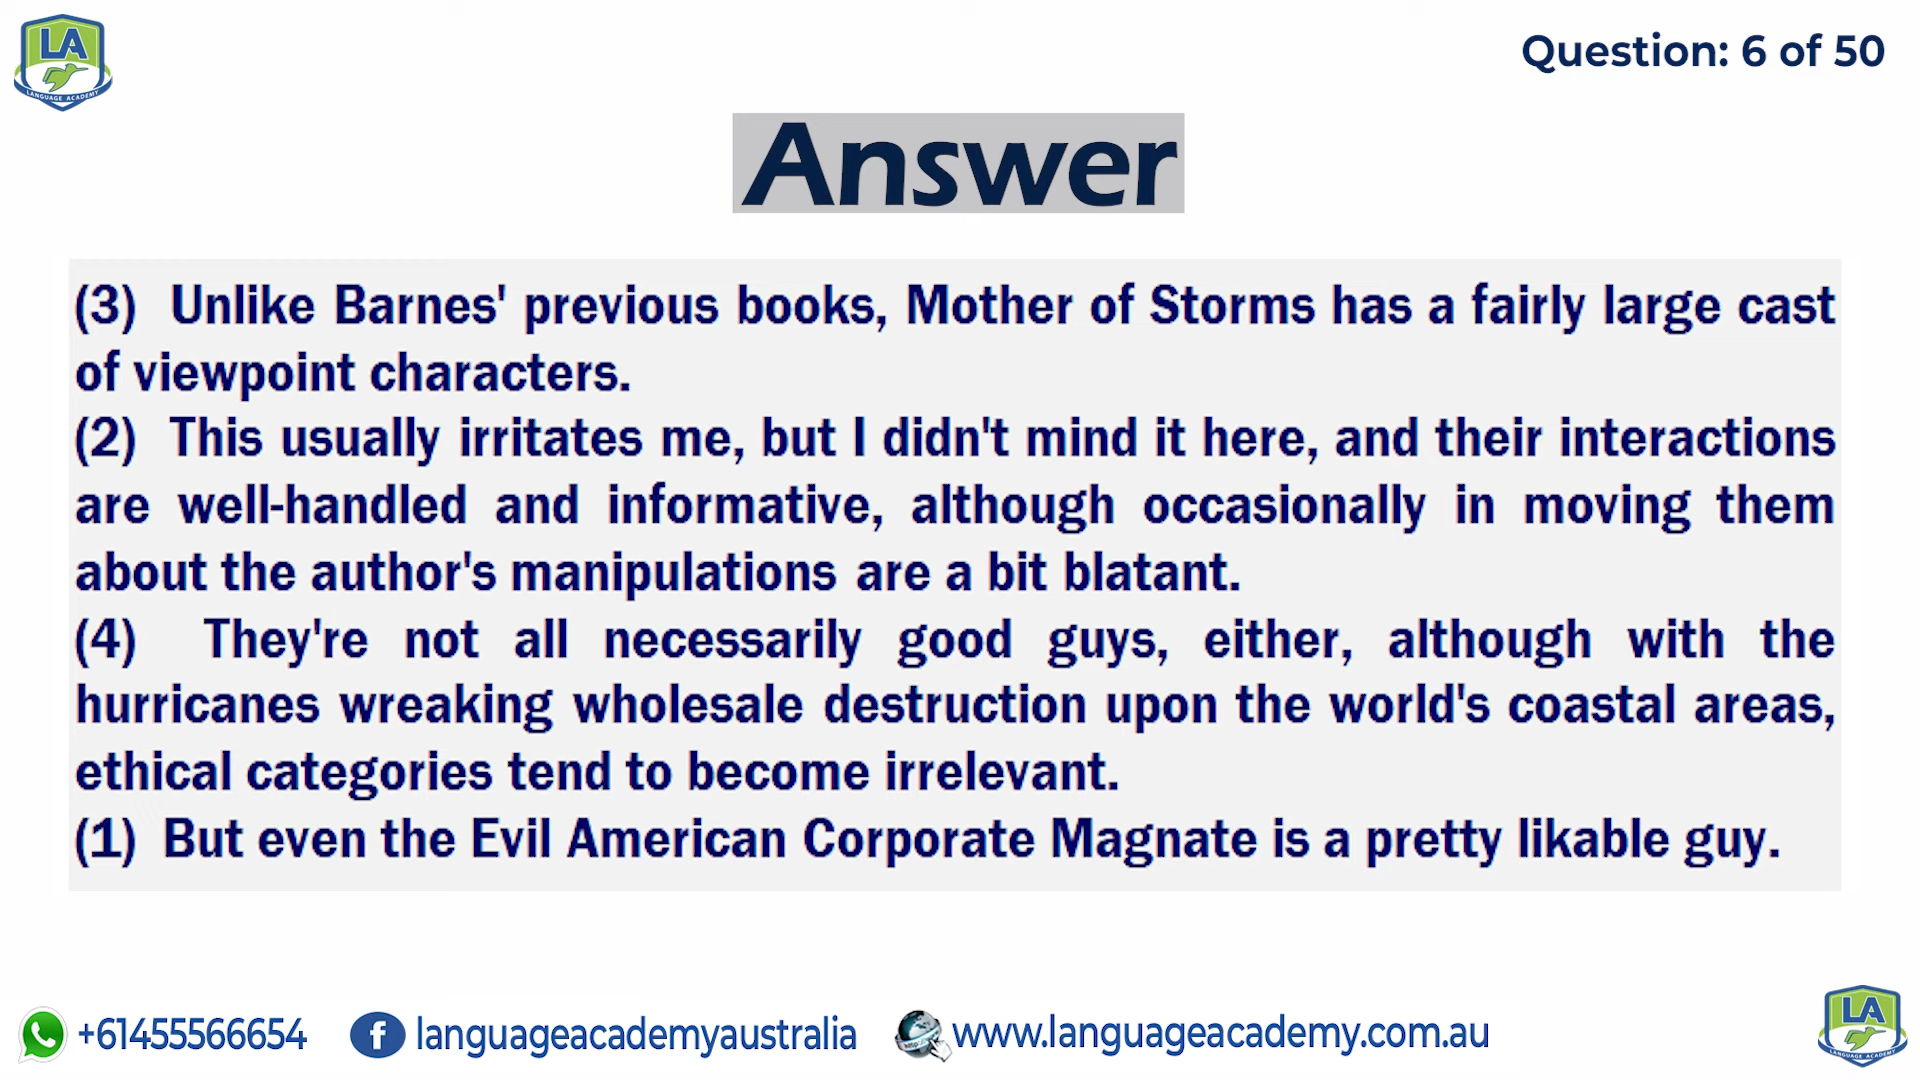 LA
LANGUAGE ACADEMY
Question: 6 of 50
Answer
(3) Unlike Barnes' previous books, Mother of Storms has a fairly large cast
of viewpoint characters.
(2) This usually irritates me, but I didn't mind it here, and their interactions
are well-handled and informative, although occasionally in moving them
about the author's manipulations are a bit blatant.
(4) They're not all necessarily good guys, either, although with the
hurricanes wreaking wholesale destruction upon the world's coastal areas,
ethical categories tend to become irrelevant.
(1) But even the Evil American Corporate Magnate is a pretty likable guy.
+61455566654
f languageacademyaustralia
http:// www.languageacademy.com.au
LA
LANGUAGE ACADEMY